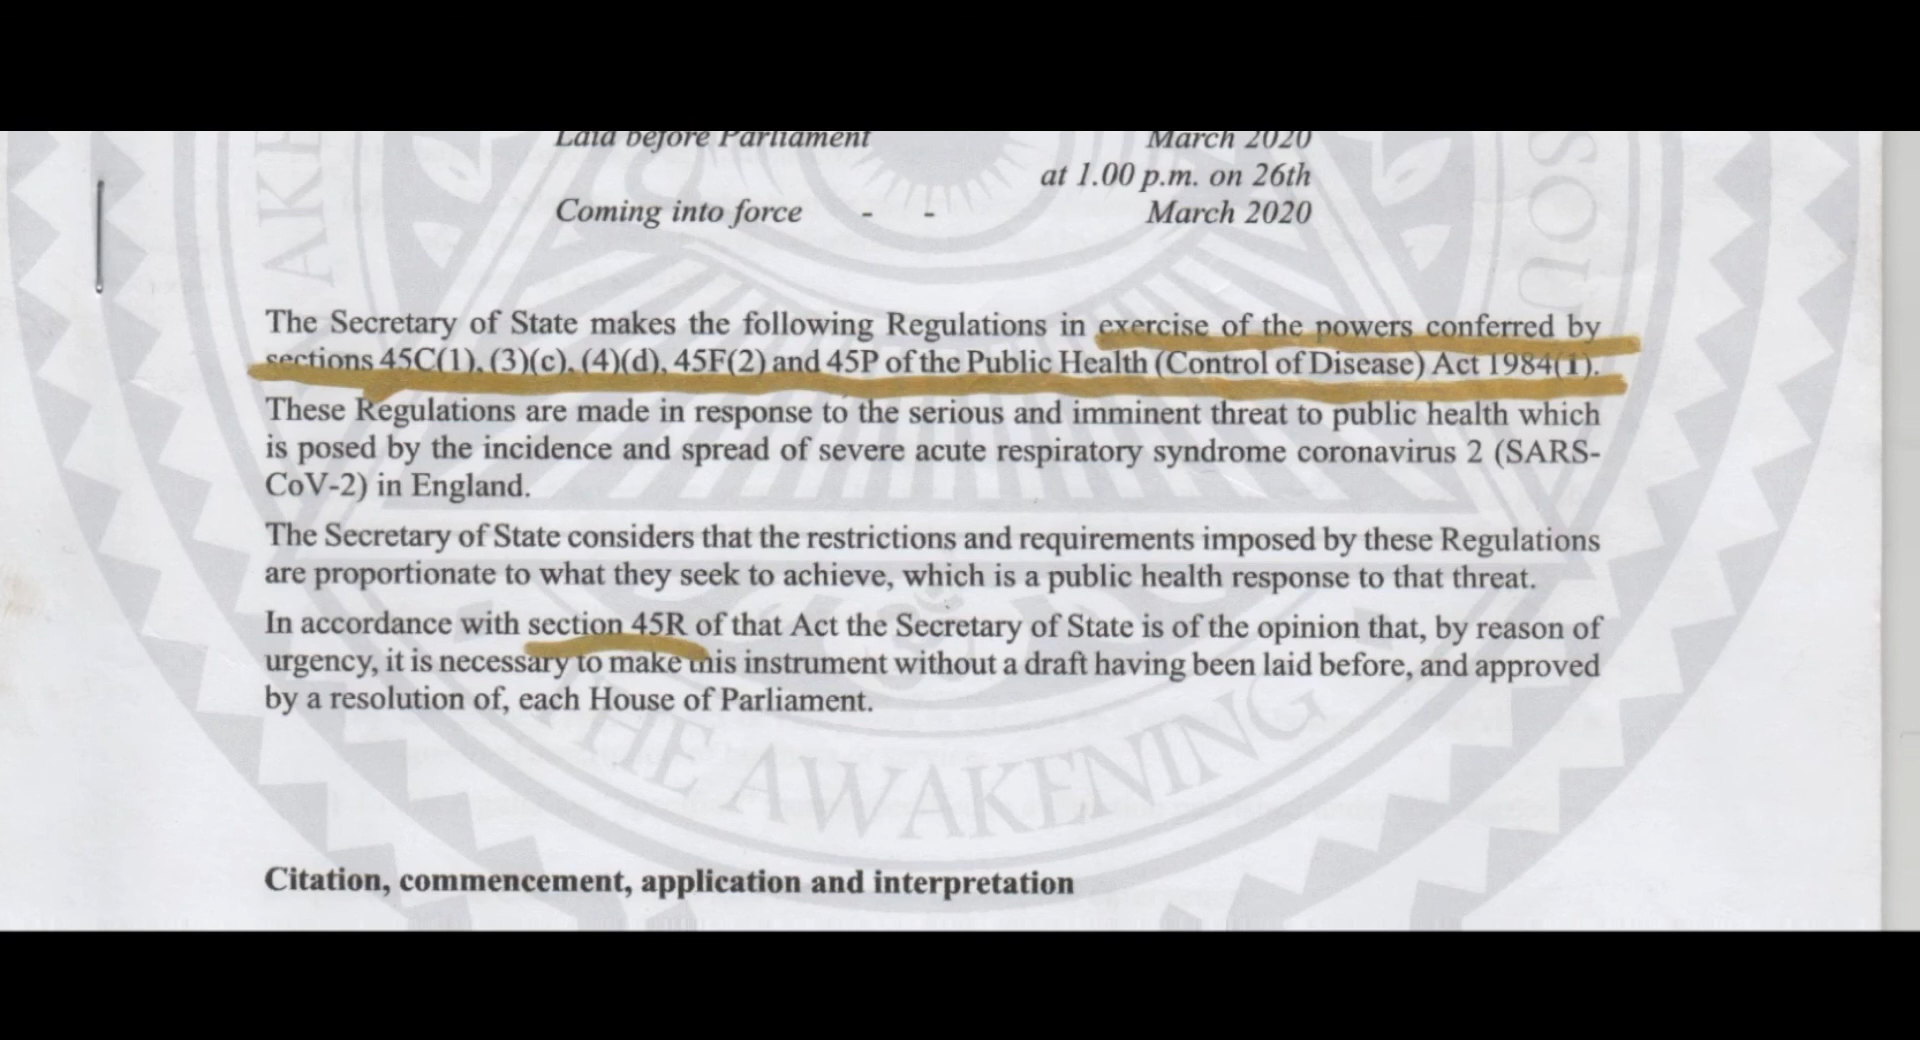 Laid before Parliament March 2020
at 1.00 p.m. on 26th
Coming into force - - March 2020
The Secretary of State makes the following Regulations in exercise of the powers conferred by
sections 45C(1), (3)(c), (4)(d), 45F(2) and 45P of the Public Health (Control of Disease) Act 1984(1).
These Regulations are made in response to the serious and imminent threat to public health which
is posed by the incidence and spread of severe acute respiratory syndrome coronavirus 2 (SARS-
CoV-2) in England.
The Secretary of State considers that the restrictions and requirements imposed by these Regulations
are proportionate to what they seek to achieve, which is a public health response to that threat.
In accordance with section 45R of that Act the Secretary of State is of the opinion that, by reason of
urgency, it is necessary to make this instrument without a draft having been laid before, and approved
by a resolution of, each House of Parliament.
THE AWAKENING
Citation, commencement, application and interpretation